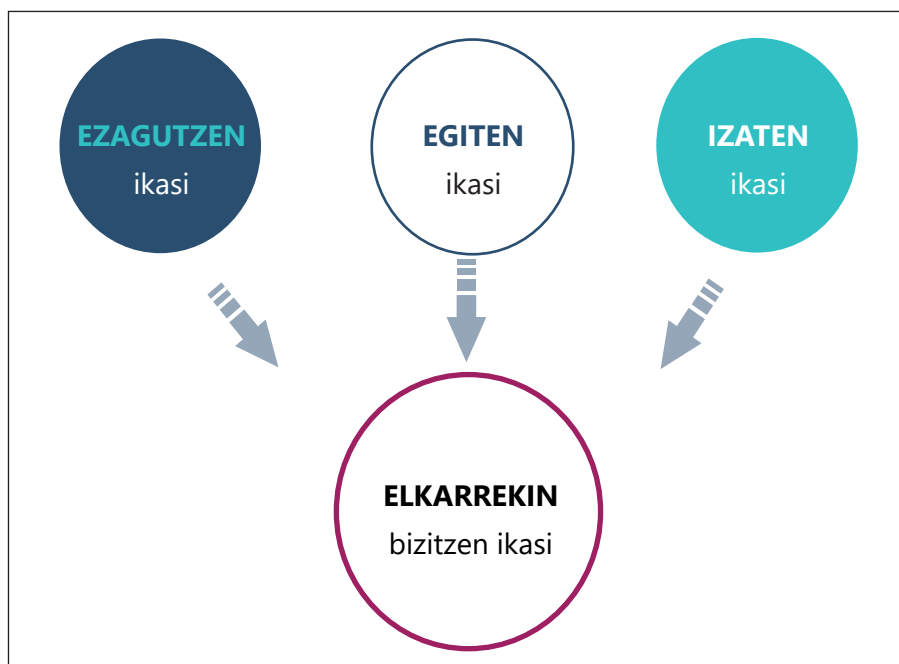 EZAGUTZEN
ikasi
EGITEN
ikasi
IZATEN
ikasi
ELKARREKIN
bizitzen ikasi